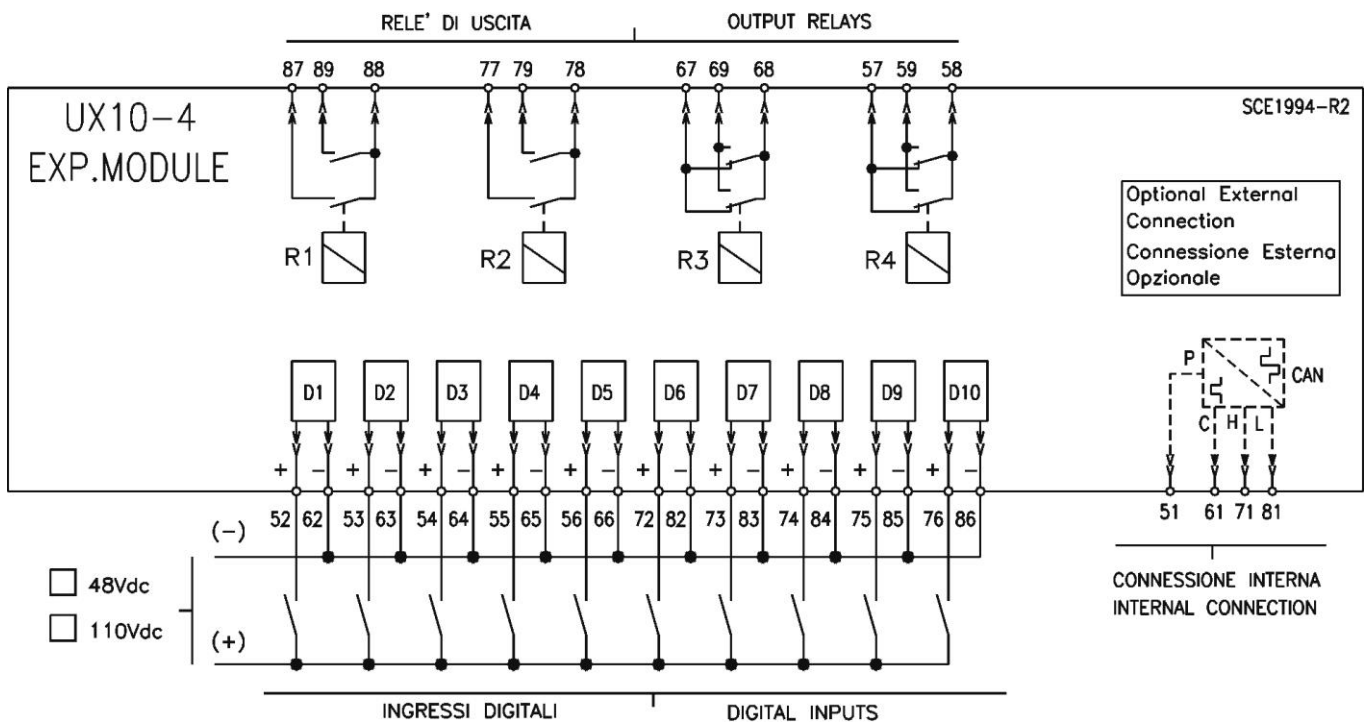 RELE' DI USCITA OUTPUT RELAYS
87 89 88 77 79 78 67 69 68 57 59 58
UX10-4
EXP.MODULE
SCE1994-R2
Optional External
Connection
Connessione Esterna
Opzionale
R1 R2 R3 R4
P CAN
C H L
D1 D2 D3 D4 D5 D6 D7 D8 D9 D10
+ - + - + - + - + - + - + - + - + - + -
52 62 53 63 54 64 55 65 56 66 72 82 73 83 74 84 75 85 76 86
51 61 71 81
(-)
48Vdc
110Vdc
(+)
CONNESSIONE INTERNA
INTERNAL CONNECTION
INGRESSI DIGITALI DIGITAL INPUTS